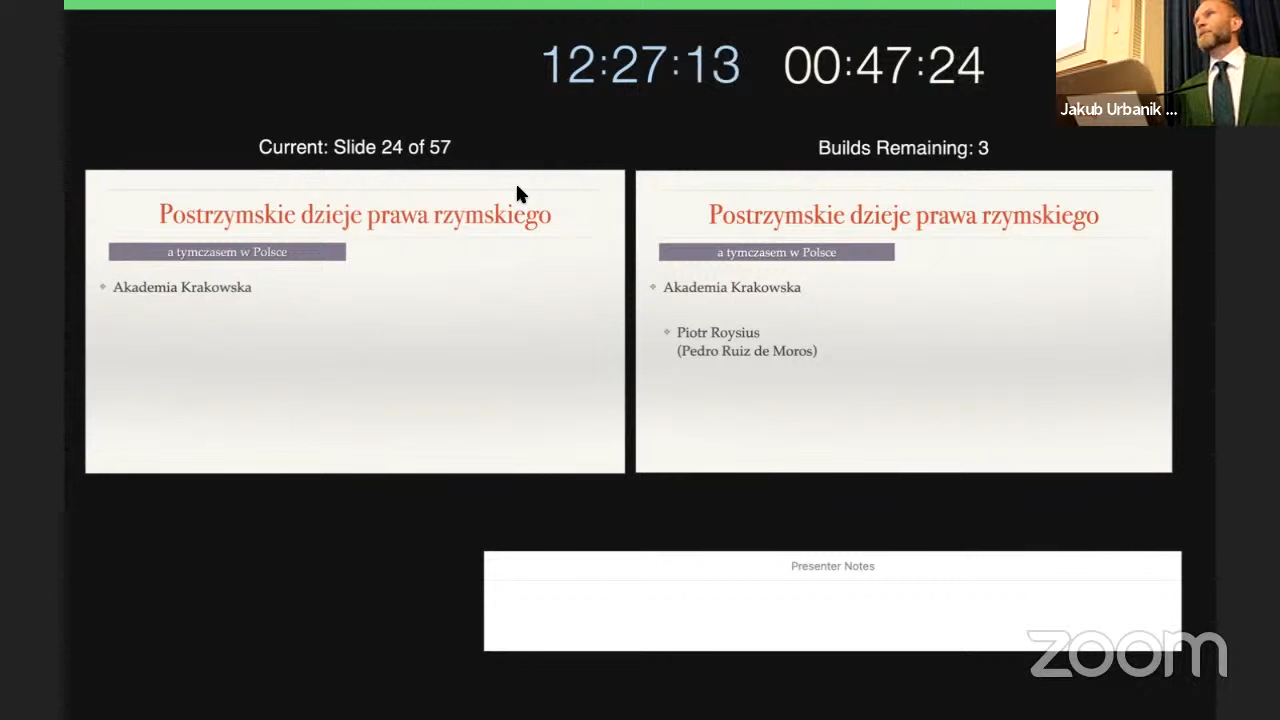 12:27:13 00:47:24
Jakub Urbanik ...
Current: Slide 24 of 57
Builds Remaining: 3
Postrzymskie dzieje prawa rzymskiego
a tymczasem w Polsce
Akademia Krakowska
Postrzymskie dzieje prawa rzymskiego
a tymczasem w Polsce
Akademia Krakowska
Piotr Roysius
(Pedro Ruiz de Moros)
Presenter Notes
zoom